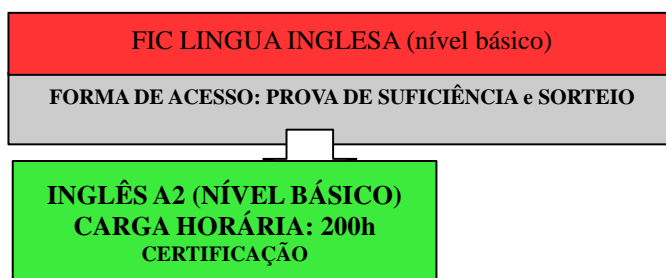 FIC LINGUA INGLESA (nível básico)
FORMA DE ACESSO: PROVA DE SUFICIÊNCIA e SORTEIO
INGLÊS A2 (NÍVEL BÁSICO)
CARGA HORÁRIA: 200h
CERTIFICAÇÃO